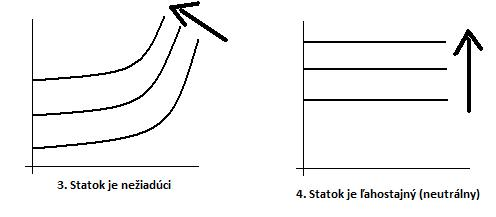 3. Statok je nežiadúci
4. Statok je ľahostajný (neutrálny)